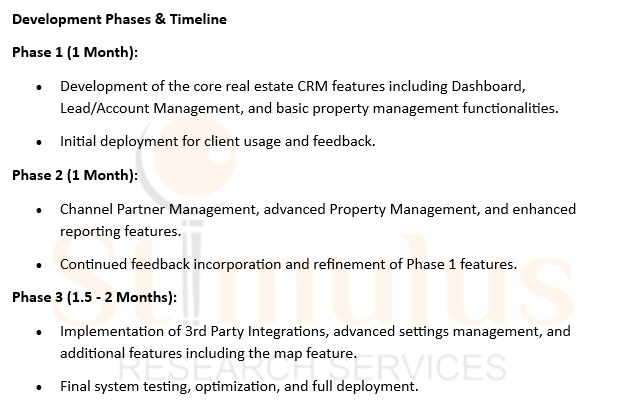 Development Phases & Timeline
Phase 1 (1 Month):
• Development of the core real estate CRM features including Dashboard,
Lead/Account Management, and basic property management functionalities.
• Initial deployment for client usage and feedback.
Phase 2 (1 Month):
• Channel Partner Management, advanced Property Management, and enhanced
reporting features.
• Continued feedback incorporation and refinement of Phase 1 features.
Phase 3 (1.5 - 2 Months):
• Implementation of 3rd Party Integrations, advanced settings management, and
additional features including the map feature.
• Final system testing, optimization, and full deployment.
Stimulus
RESEARCH SERVICES